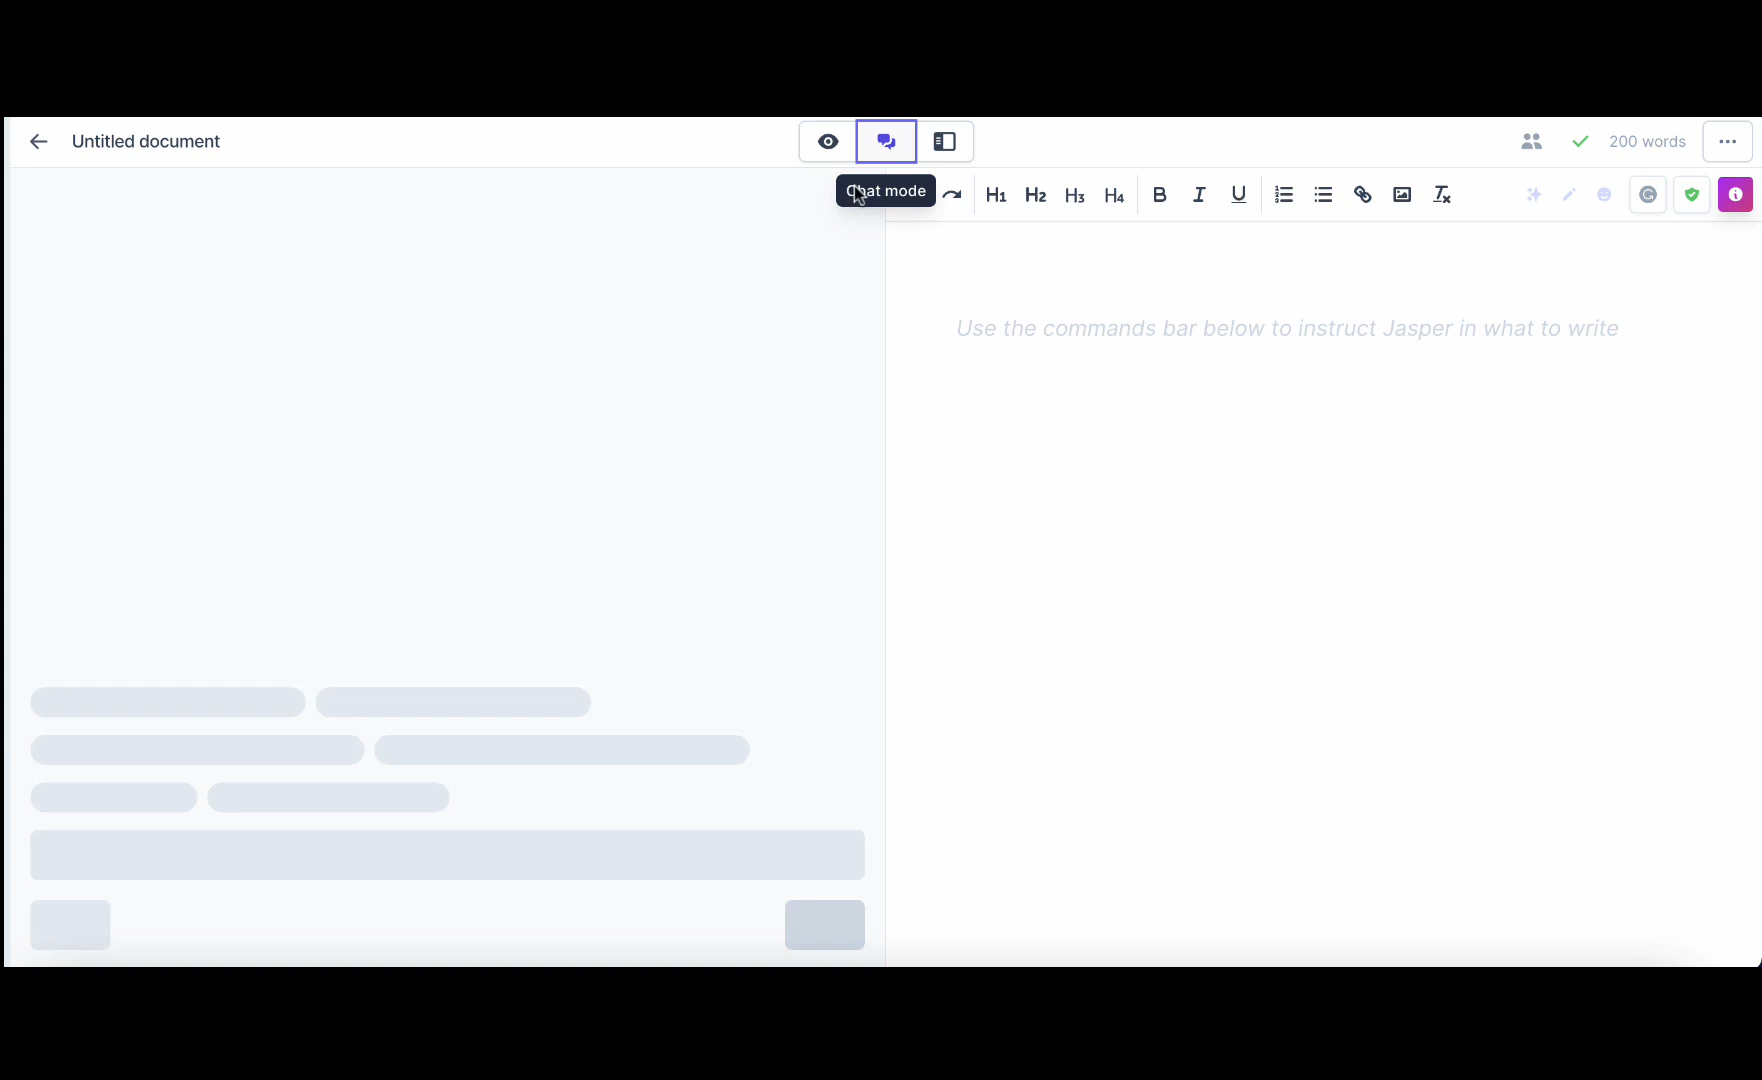 Untitled document
200 words
Chat mode
H1 H2 H3 H4 B I U
Use the commands bar below to instruct Jasper in what to write